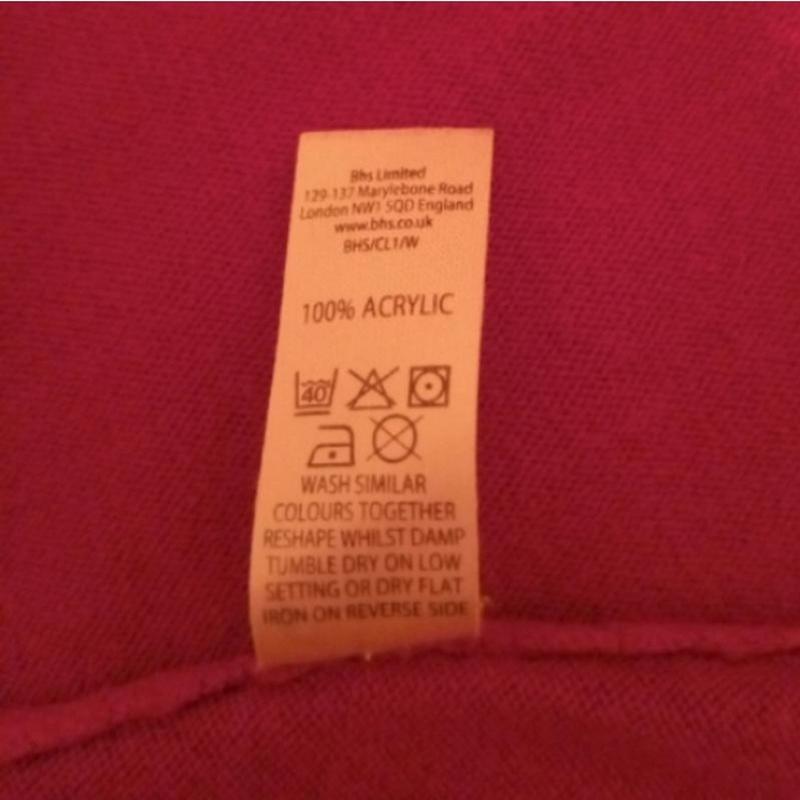 Bhs Limited
129-137 Marylebone Road
London NW1 5QD England
www.bhs.co.uk
BHS/CL1/W
100% ACRYLIC
40
WASH SIMILAR
COLOURS TOGETHER
RESHAPE WHILST DAMP
TUMBLE DRY ON LOW
SETTING OR DRY FLAT
IRON ON REVERSE SIDE